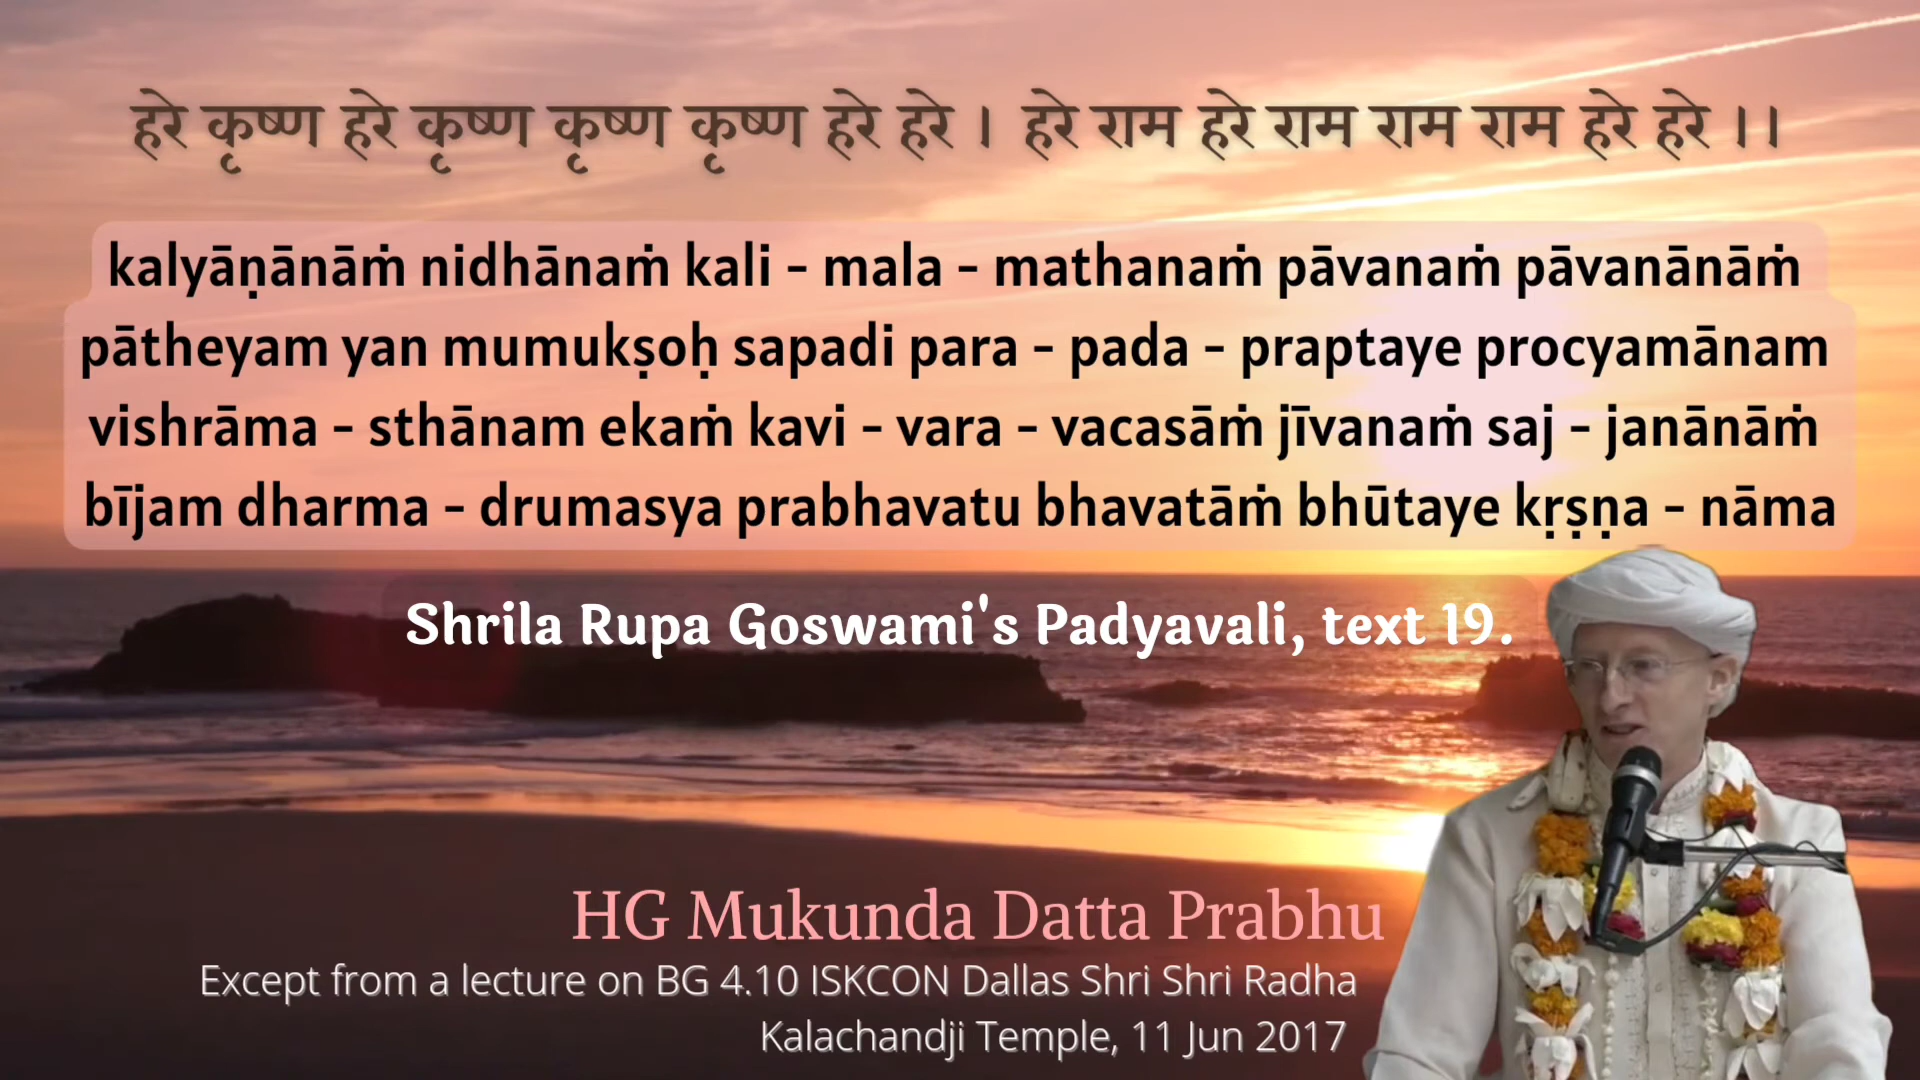 हरे कृष्ण हरे कृष्ण कृष्ण कृष्ण हरे हरे । हरे राम हरे राम राम राम हरे हरे ।।
kalyāṇānāṁ nidhānaṁ kali - mala - mathanaṁ pāvanaṁ pāvanānāṁ
pātheyam yan mumukṣoḥ sapadi para - pada - praptaye procyamānam
vishrāma - sthānam ekaṁ kavi - vara - vacasāṁ jīvanaṁ saj - janānāṁ
bījam dharma - drumasya prabhavatu bhavatāṁ bhūtaye kṛṣṇa - nāma
Shrila Rupa Goswami's Padyavali, text 19.
HG Mukunda Datta Prabhu
Except from a lecture on BG 4.10 ISKCON Dallas Shri Shri Radha
Kalachandji Temple, 11 Jun 2017